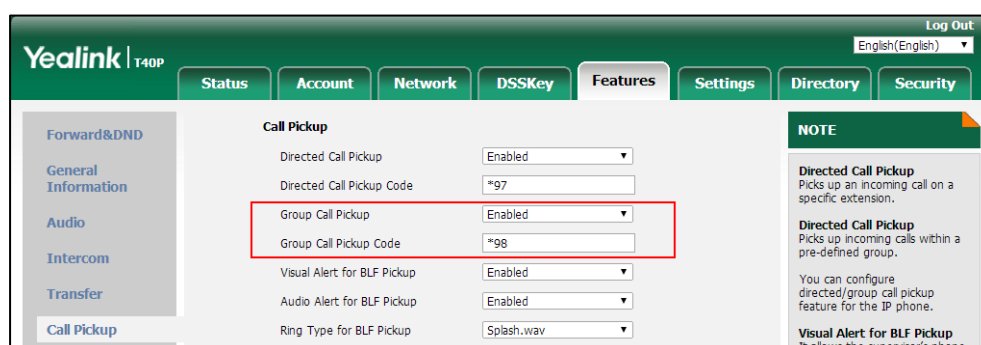 Log Out
English(English)
Yealink | T40P
Status Account Network DSSKey Features Settings Directory Security
Forward&DND
General
Information
Audio
Intercom
Transfer
Call Pickup
Call Pickup
Directed Call Pickup Enabled
Directed Call Pickup Code *97
Group Call Pickup Enabled
Group Call Pickup Code *98
Visual Alert for BLF Pickup Enabled
Audio Alert for BLF Pickup Enabled
Ring Type for BLF Pickup Splash.wav
NOTE
Directed Call Pickup
Picks up an incoming call on a
specific extension.
Directed Call Pickup
Picks up incoming calls within a
pre-defined group.
You can configure
directed/group call pickup
feature for the IP phone.
Visual Alert for BLF Pickup